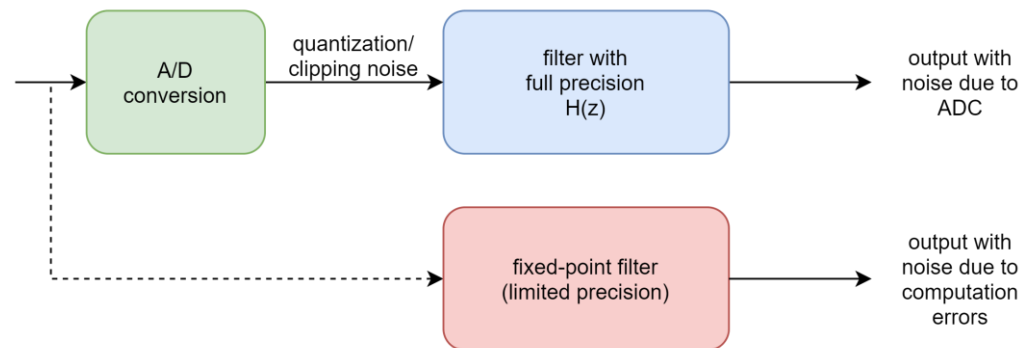 A/D
conversion
quantization/
clipping noise
filter with
full precision
H(z)
output with
noise due to
ADC
fixed-point filter
(limited precision)
output with
noise due to
computation
errors